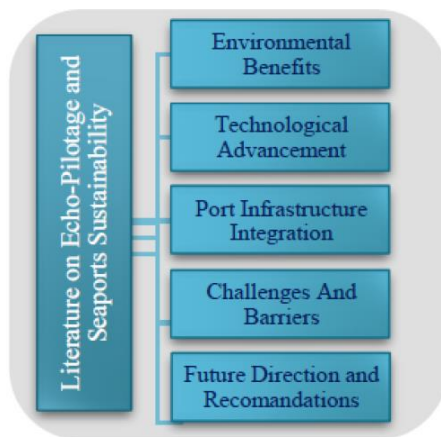 Literature on Echo-Pilotage and
Seaports Sustainability
Environmental
Benefits
Technological
Advancement
Port Infrastructure
Integration
Challenges And
Barriers
Future Direction and
Recomandations